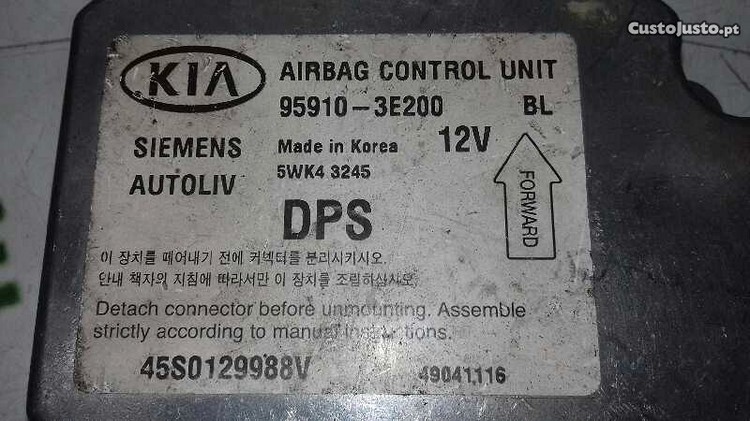 CustoJusto.pt
KIA
AIRBAG CONTROL UNIT
95910-3E200 BL
SIEMENS
AUTOLIV
Made in Korea 12V
5WK4 3245
DPS
FORWARD
이 장치를 떼어내기 전에 커넥터를 분리시키시오.
안내 책자의 지침에 따라서만 이 장치를 조립하십시오.
Detach connector before unmounting. Assemble
strictly according to manual instructions.
45S0129988V 49041116